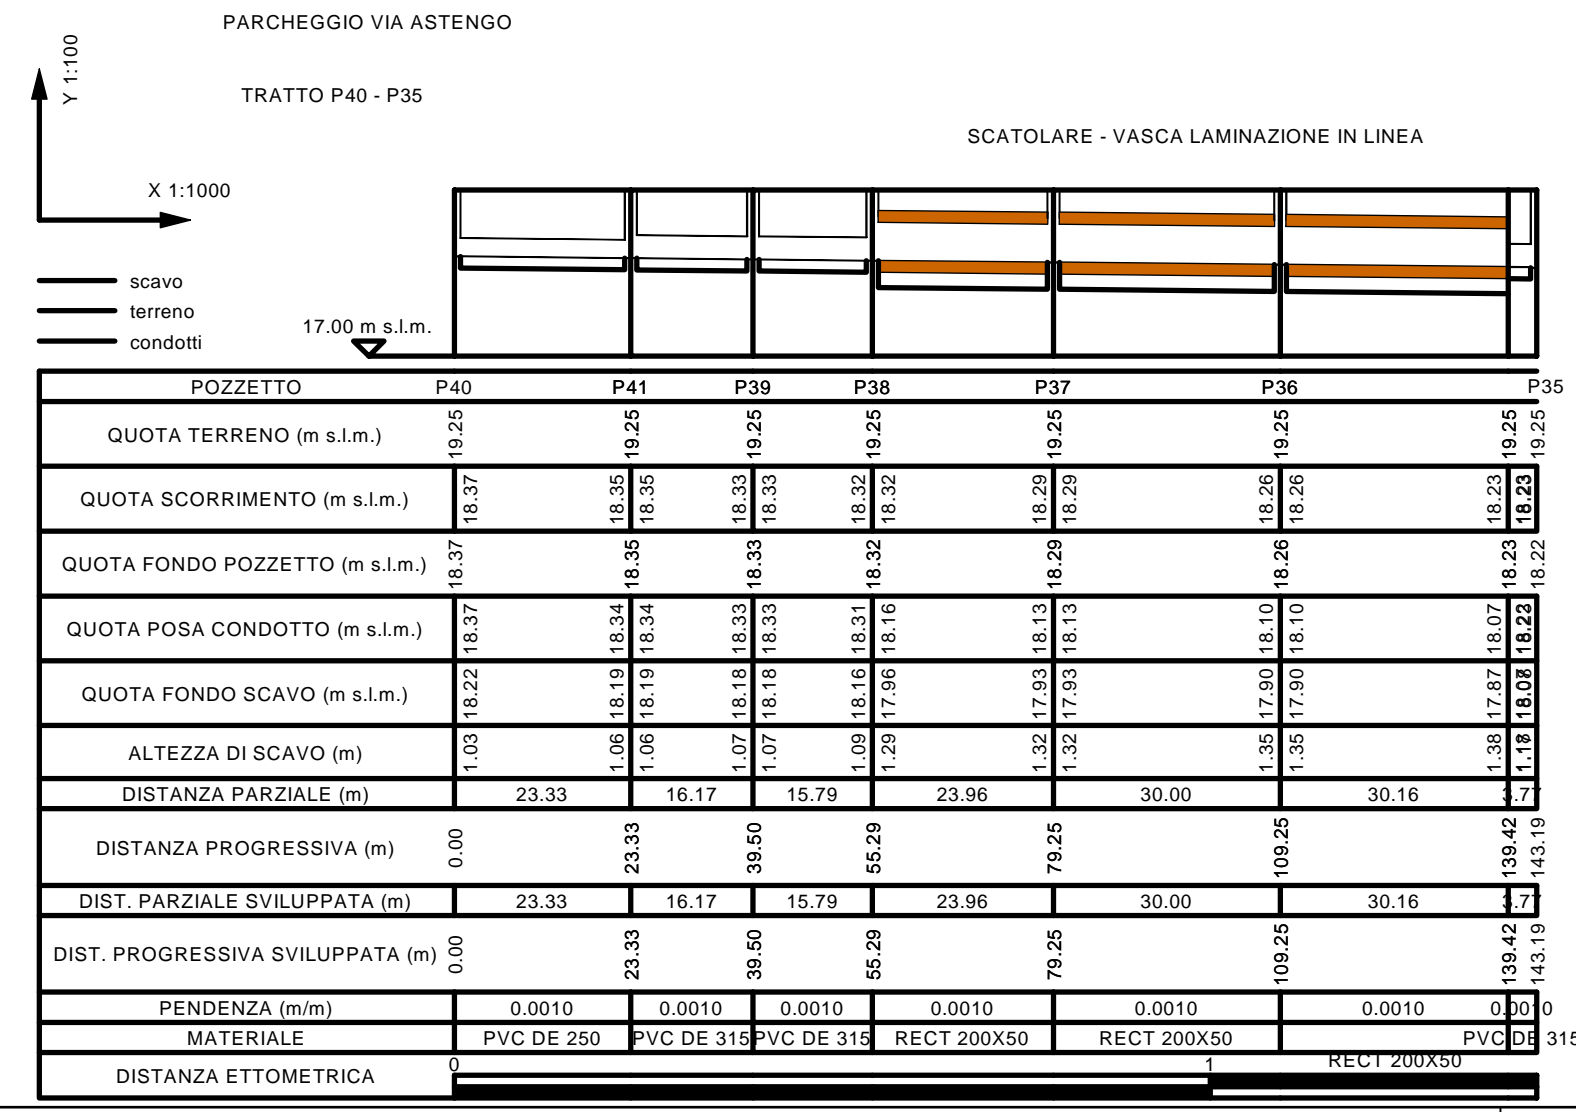 PARCHEGGIO VIA ASTENGO
Y 1:100
TRATTO P40 - P35
SCATOLARE - VASCA LAMINAZIONE IN LINEA
X 1:1000
scavo
terreno
condotti
17.00 m s.l.m.
POZZETTO P40 P41 P39 P38 P37 P36 P35
QUOTA TERRENO (m s.l.m.) 19.25 19.25 19.25 19.25 19.25 19.25 19.25 19.25
QUOTA SCORRIMENTO (m s.l.m.) 18.37 18.35 18.35 18.33 18.33 18.32 18.32 18.29 18.29 18.26 18.26 18.23 18.23
QUOTA FONDO POZZETTO (m s.l.m.) 18.37 18.35 18.33 18.32 18.29 18.26 18.23 18.22
QUOTA POSA CONDOTTO (m s.l.m.) 18.37 18.34 18.34 18.33 18.33 18.31 18.16 18.13 18.13 18.10 18.10 18.07
QUOTA FONDO SCAVO (m s.l.m.) 18.22 18.19 18.19 18.18 18.18 18.16 17.96 17.93 17.93 17.90 17.90 17.87
ALTEZZA DI SCAVO (m) 1.03 1.06 1.06 1.07 1.07 1.09 1.29 1.32 1.32 1.35 1.35 1.38
DISTANZA PARZIALE (m) 23.33 16.17 15.79 23.96 30.00 30.16 3.77
DISTANZA PROGRESSIVA (m) 0.00 23.33 39.50 55.29 79.25 109.25 139.42 143.19
DIST. PARZIALE SVILUPPATA (m) 23.33 16.17 15.79 23.96 30.00 30.16 3.77
DIST. PROGRESSIVA SVILUPPATA (m) 0.00 23.33 39.50 55.29 79.25 109.25 139.42 143.19
PENDENZA (m/m) 0.0010 0.0010 0.0010 0.0010 0.0010 0.0010 0.0010
MATERIALE PVC DE 250 PVC DE 315 PVC DE 315 RECT 200X50 RECT 200X50 PVC DE 315
RECT 200X50
DISTANZA ETTOMETRICA 0 1